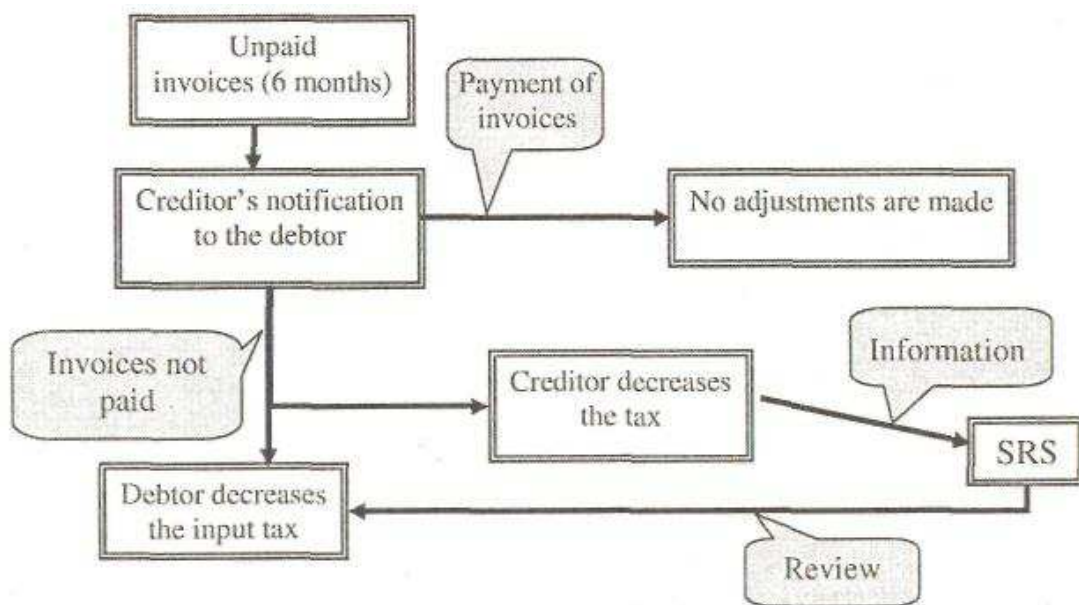 Unpaid
invoices (6 months)
Payment of
invoices
Creditor's notification
to the debtor
No adjustments are made
Invoices not
paid
Creditor decreases
the tax
Information
SRS
Debtor decreases
the input tax
Review